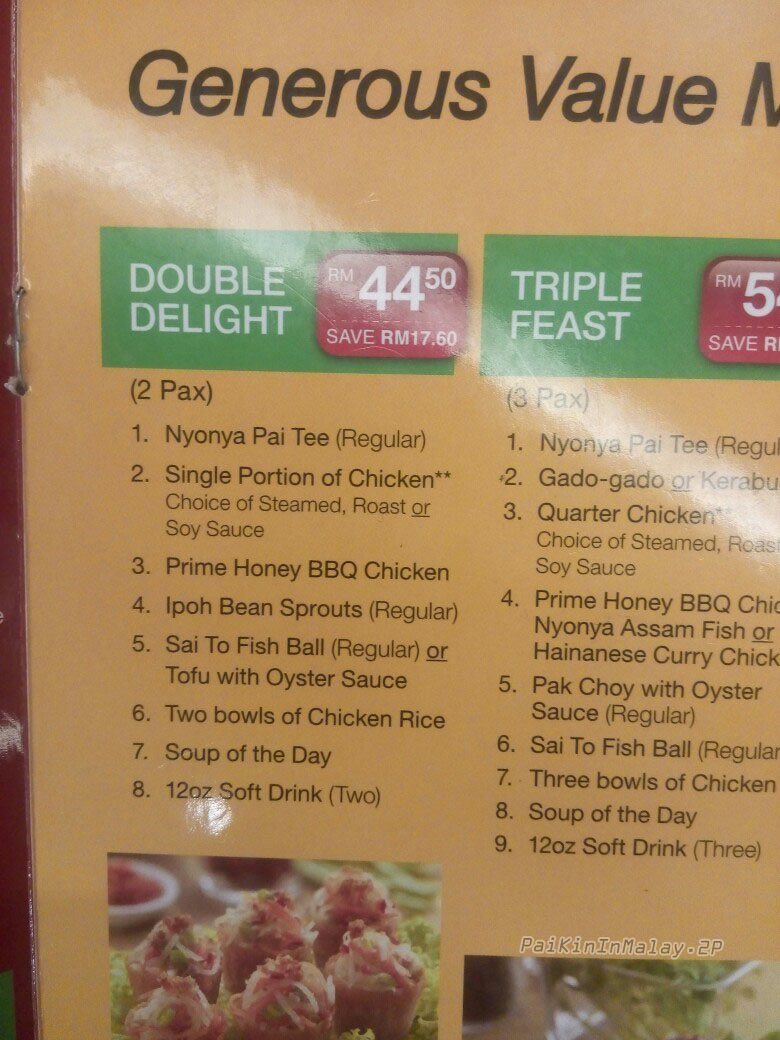 Generous Value
DOUBLE
DELIGHT
RM 44 50
SAVE RM17.60
(2 Pax)
1. Nyonya Pai Tee (Regular)
2. Single Portion of Chicken**
Choice of Steamed, Roast or
Soy Sauce
3. Prime Honey BBQ Chicken
4. Ipoh Bean Sprouts (Regular)
5. Sai To Fish Ball (Regular) or
Tofu with Oyster Sauce
6. Two bowls of Chicken Rice
7. Soup of the Day
8. 12oz Soft Drink (Two)
TRIPLE
FEAST
RM
SAVE
(3 Pax)
1. Nyonya Pai Tee
2. Gado-gado or Kerabu
3. Quarter Chicken**
Choice of Steamed, Roast
Soy Sauce
4. Prime Honey BBQ
Nyonya Assam Fish or
Hainanese Curry
5. Pak Choy with Oyster
Sauce (Regular)
6. Sai To Fish Ball (Regular
7. Three bowls of Chicken
8. Soup of the Day
9. 12oz Soft Drink (Three)
PaiKinInMalay.2P